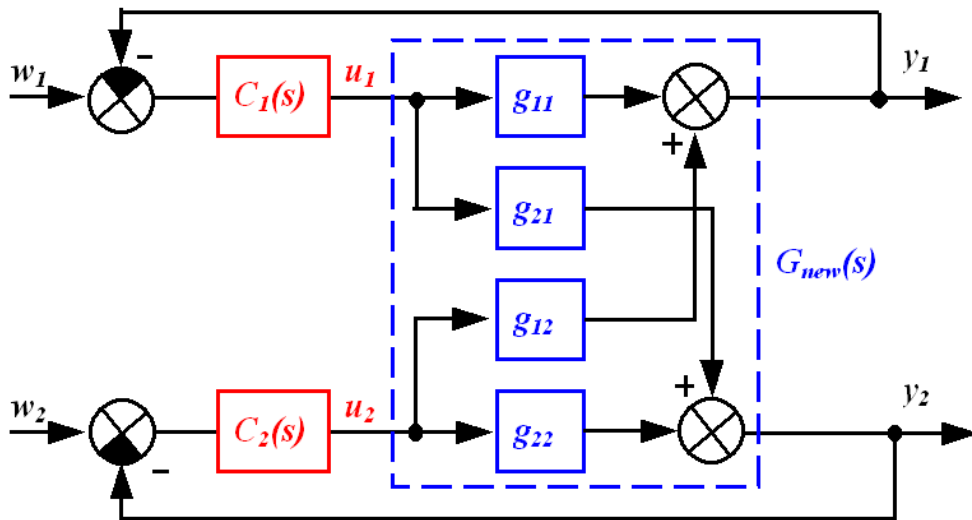 -
w1
C1(s)
u1
g11
y1
+
g21
Gnew(s)
g12
+
w2
C2(s)
u2
g22
y2
-